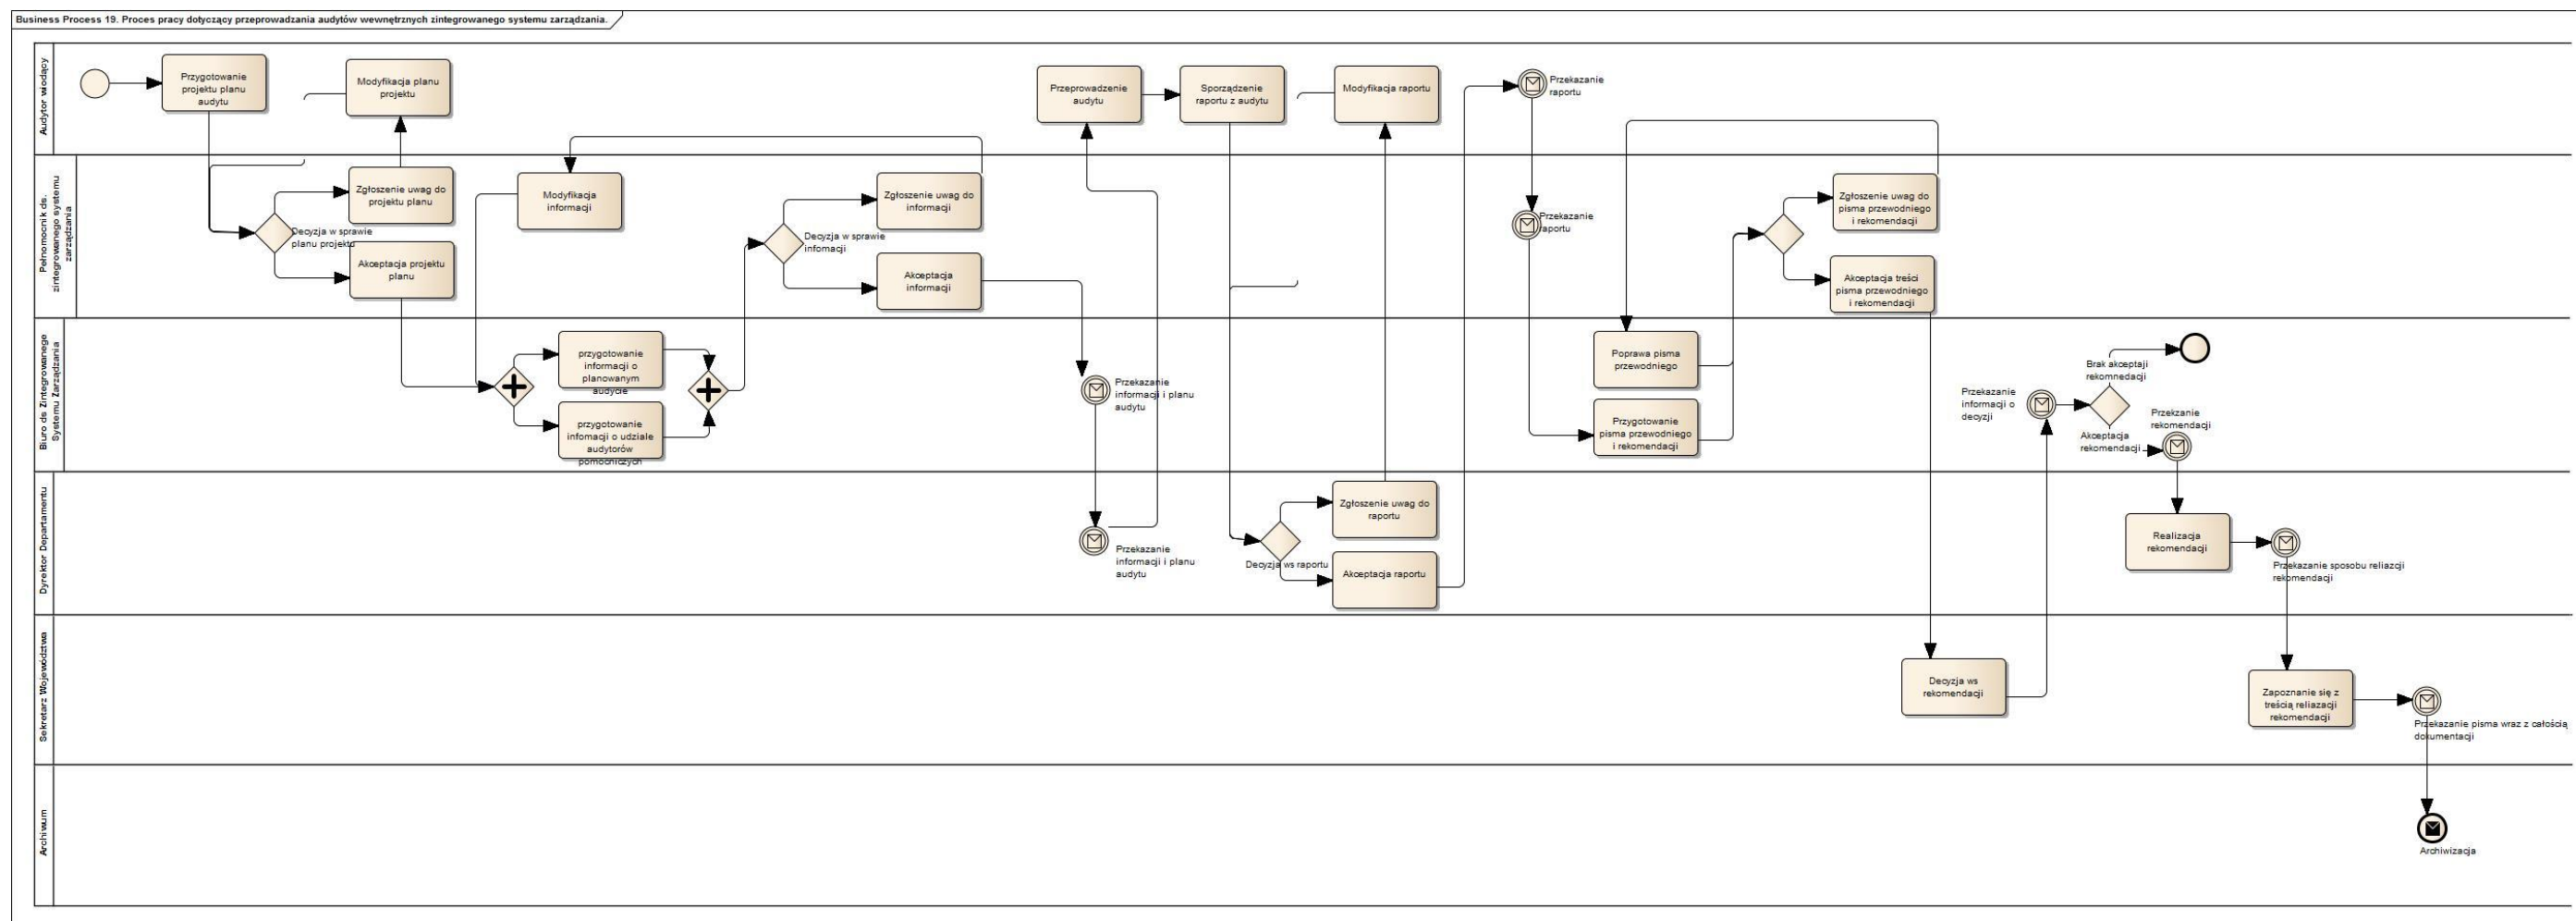 Business Process 19. Proces pracy dotyczący przeprowadzania audytów wewnętrznych zintegrowanego systemu zarządzania.
Audytor wiodący
Przygotowanie
projektu planu
audytu
Modyfikacja planu
projektu
Przeprowadzenie
audytu
Sporządzenie
raportu z audytu
Modyfikacja raportu
Przekazanie
raportu
Pełnomocnik ds.
zintegrowanego systemu
zarządzania
Zgłoszenie uwag do
projektu planu
Decyzja w sprawie
planu projektu
Akceptacja projektu
planu
Modyfikacja
informacji
Zgłoszenie uwag do
informacji
Decyzja w sprawie
infomacji
Akceptacja
informacji
Przekazanie
raportu
Zgłoszenie uwag do
pisma przewodniego
i rekomendacji
Akceptacja treści
pisma przewodniego
i rekomendacji
Biuro ds Zintegrowanego
Systemu Zarządzania
przygotowanie
informacji o
planowanym
audycie
przygotowanie
infomacji o udziale
audytorów
pomocniczych
Przekazanie
informacji i planu
audytu
Poprawa pisma
przewodniego
Przygotowanie
pisma przewodniego
i rekomendacji
Przekazanie
informacji o
decyzji
Brak akceptaji
rekomnedacji
Akceptacja
rekomendacji
Przekzanie
rekomendacji
Dyrektor Departamentu
Przekazanie
informacji i planu
audytu
Zgłoszenie uwag do
raportu
Decyzja ws raportu
Akceptacja raportu
Realizacja
rekomendacji
Przekazanie sposobu reliazcji
rekomendacji
Sekretarz Województwa
Decyzja ws
rekomendacji
Zapoznanie się z
treścią reliazacji
rekomendacji
Przekazanie pisma wraz z całością
dokumentacji
Archiwum
Archiwizacja